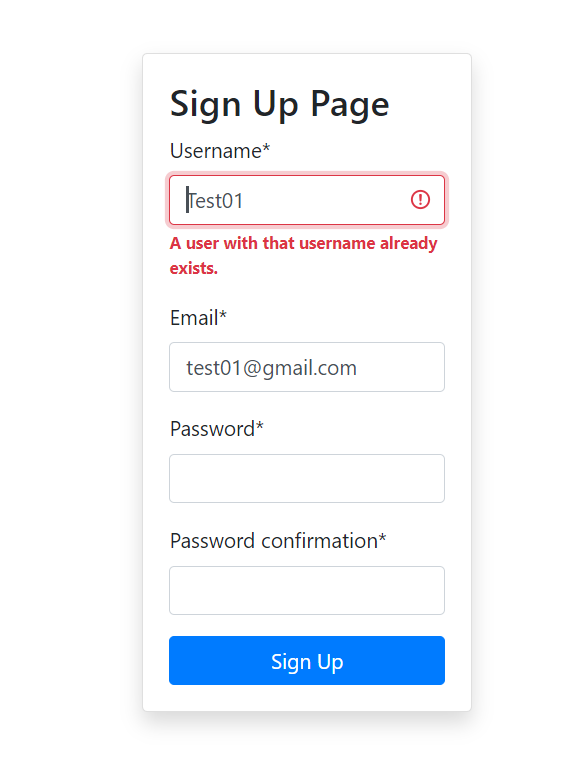 Sign Up Page
Username*
Test01
A user with that username already
exists.
Email*
test01@gmail.com
Password*
Password confirmation*
Sign Up